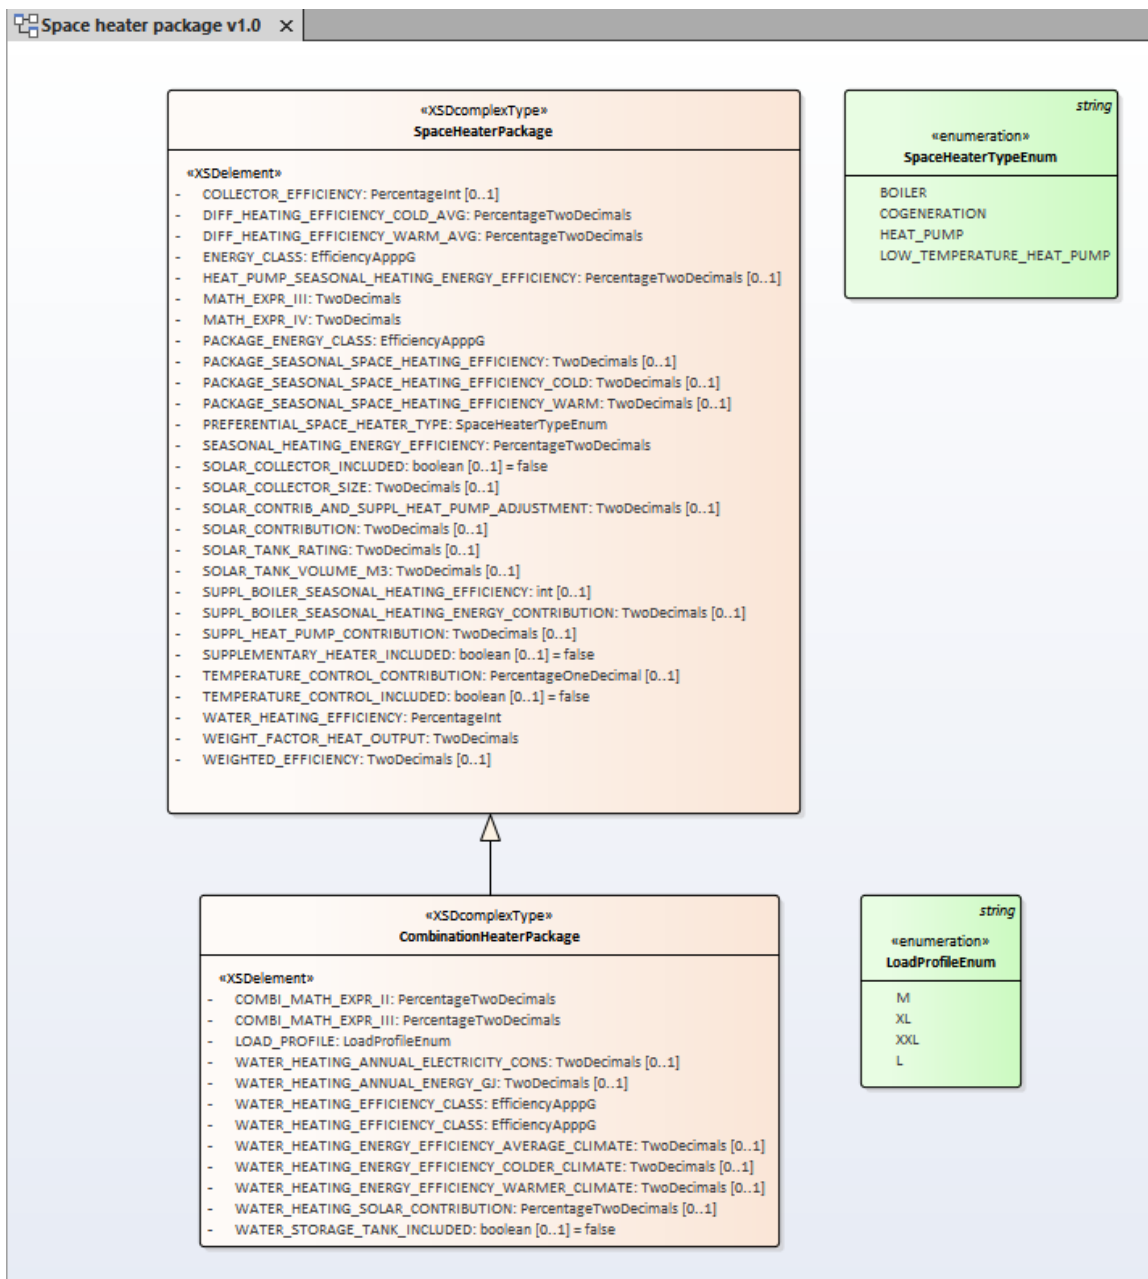 Space heater package v1.0
«XSDcomplexType»
SpaceHeaterPackage
«XSDelement»
- COLLECTOR_EFFICIENCY: PercentageInt [0..1]
- DIFF_HEATING_EFFICIENCY_COLD_AVG: PercentageTwoDecimals
- DIFF_HEATING_EFFICIENCY_WARM_AVG: PercentageTwoDecimals
- ENERGY_CLASS: EfficiencyApppG
- HEAT_PUMP_SEASONAL_HEATING_ENERGY_EFFICIENCY: PercentageTwoDecimals [0..1]
- MATH_EXPR_III: TwoDecimals
- MATH_EXPR_IV: TwoDecimals
- PACKAGE_ENERGY_CLASS: EfficiencyApppG
- PACKAGE_SEASONAL_SPACE_HEATING_EFFICIENCY: TwoDecimals [0..1]
- PACKAGE_SEASONAL_SPACE_HEATING_EFFICIENCY_COLD: TwoDecimals [0..1]
- PACKAGE_SEASONAL_SPACE_HEATING_EFFICIENCY_WARM: TwoDecimals [0..1]
- PREFERENTIAL_SPACE_HEATER_TYPE: SpaceHeaterTypeEnum
- SEASONAL_HEATING_ENERGY_EFFICIENCY: PercentageTwoDecimals
- SOLAR_COLLECTOR_INCLUDED: boolean [0..1] = false
- SOLAR_COLLECTOR_SIZE: TwoDecimals [0..1]
- SOLAR_CONTRIB_AND_SUPPL_HEAT_PUMP_ADJUSTMENT: TwoDecimals [0..1]
- SOLAR_CONTRIBUTION: TwoDecimals [0..1]
- SOLAR_TANK_RATING: TwoDecimals [0..1]
- SOLAR_TANK_VOLUME_M3: TwoDecimals [0..1]
- SUPPL_BOILER_SEASONAL_HEATING_EFFICIENCY: int [0..1]
- SUPPL_BOILER_SEASONAL_HEATING_ENERGY_CONTRIBUTION: TwoDecimals [0..1]
- SUPPL_HEAT_PUMP_CONTRIBUTION: TwoDecimals [0..1]
- SUPPLEMENTARY_HEATER_INCLUDED: boolean [0..1] = false
- TEMPERATURE_CONTROL_CONTRIBUTION: PercentageOneDecimal [0..1]
- TEMPERATURE_CONTROL_INCLUDED: boolean [0..1] = false
- WATER_HEATING_EFFICIENCY: PercentageInt
- WEIGHT_FACTOR_HEAT_OUTPUT: TwoDecimals
- WEIGHTED_EFFICIENCY: TwoDecimals [0..1]
string
«enumeration»
SpaceHeaterTypeEnum
BOILER
COGENERATION
HEAT_PUMP
LOW_TEMPERATURE_HEAT_PUMP
«XSDcomplexType»
CombinationHeaterPackage
«XSDelement»
- COMBI_MATH_EXPR_II: PercentageTwoDecimals
- COMBI_MATH_EXPR_III: PercentageTwoDecimals
- LOAD_PROFILE: LoadProfileEnum
- WATER_HEATING_ANNUAL_ELECTRICITY_CONS: TwoDecimals [0..1]
- WATER_HEATING_ANNUAL_ENERGY_GJ: TwoDecimals [0..1]
- WATER_HEATING_EFFICIENCY_CLASS: EfficiencyApppG
- WATER_HEATING_EFFICIENCY_CLASS: EfficiencyApppG
- WATER_HEATING_ENERGY_EFFICIENCY_AVERAGE_CLIMATE: TwoDecimals [0..1]
- WATER_HEATING_ENERGY_EFFICIENCY_COLDER_CLIMATE: TwoDecimals [0..1]
- WATER_HEATING_ENERGY_EFFICIENCY_WARMER_CLIMATE: TwoDecimals [0..1]
- WATER_HEATING_SOLAR_CONTRIBUTION: PercentageTwoDecimals [0..1]
- WATER_STORAGE_TANK_INCLUDED: boolean [0..1] = false
string
«enumeration»
LoadProfileEnum
M
XL
XXL
L